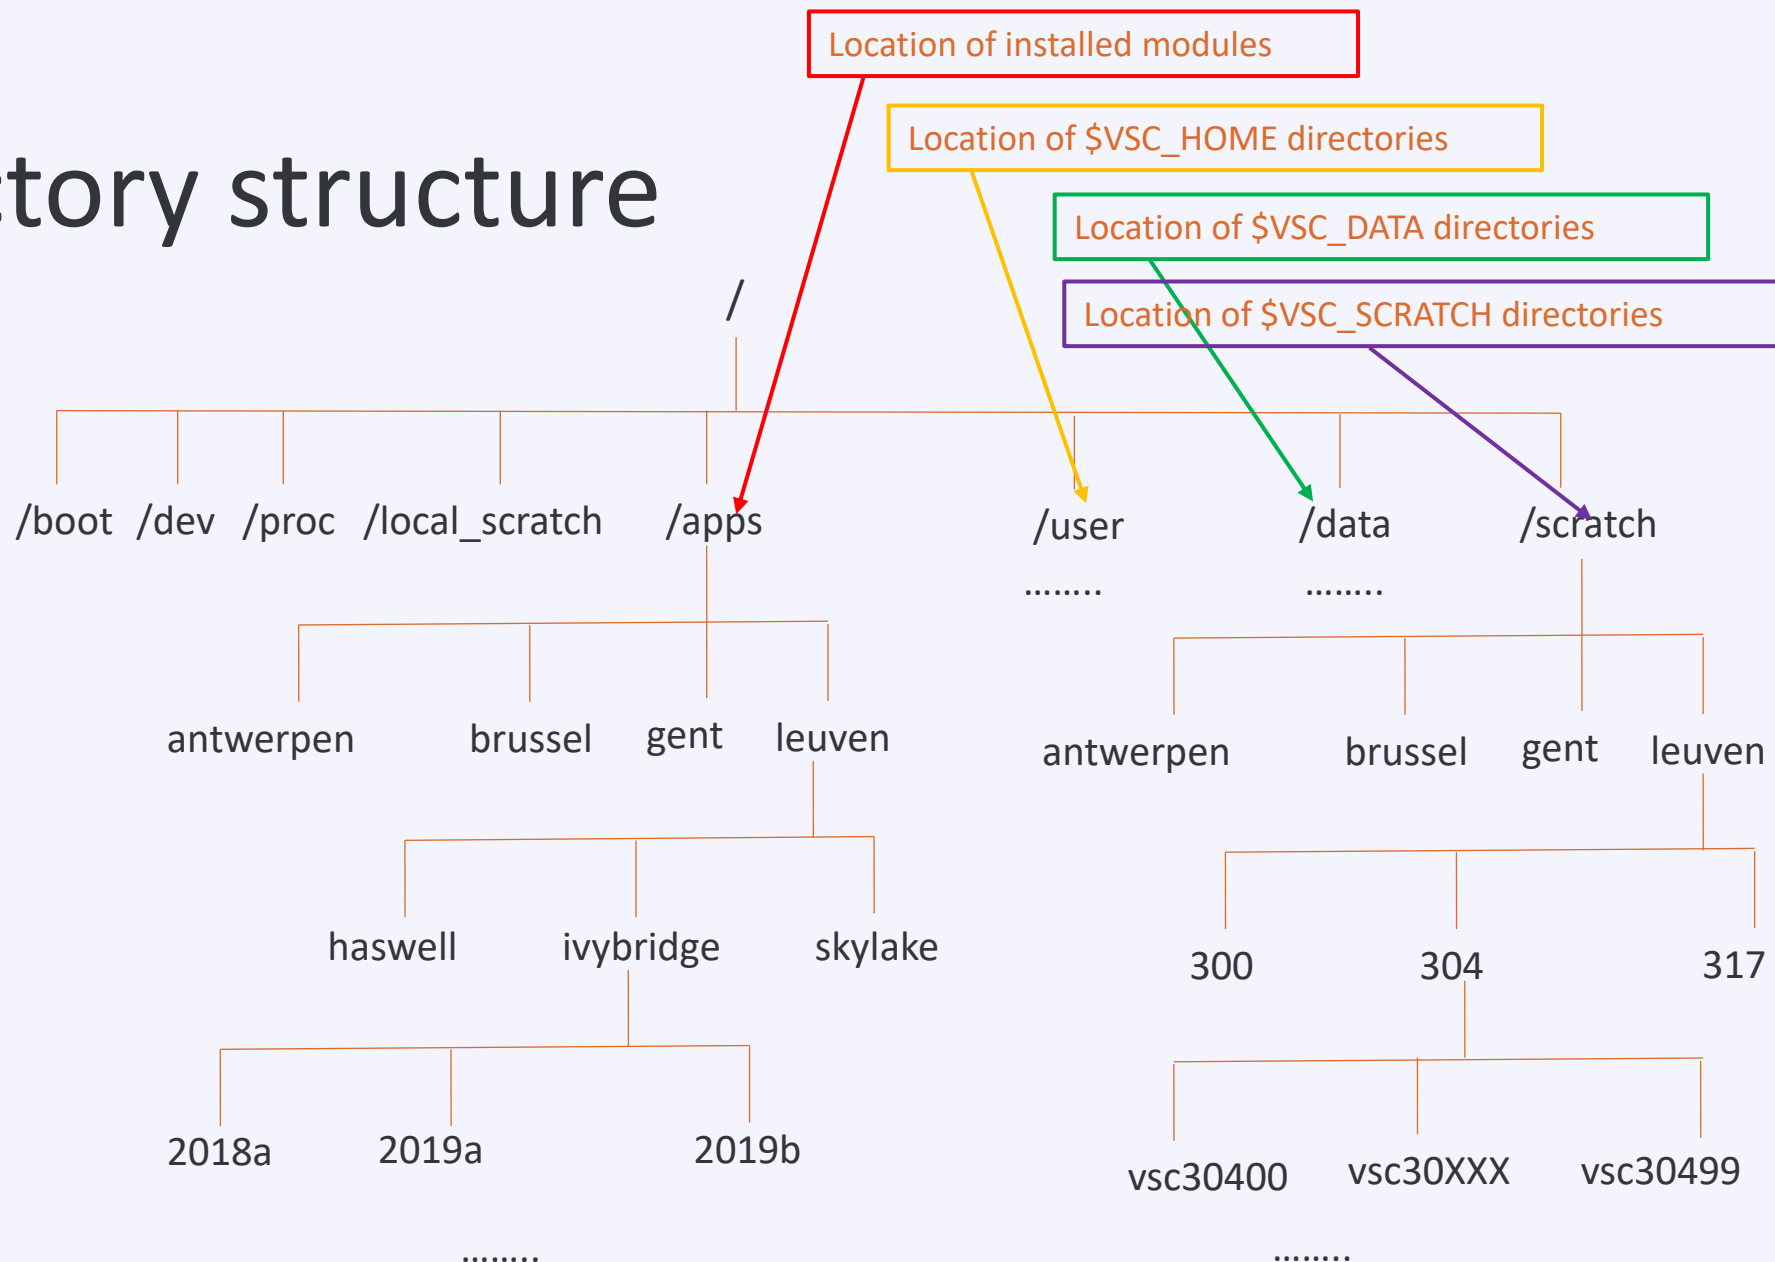 Location of installed modules
Location of $VSC_HOME directories
ctory structure
Location of $VSC_DATA directories
/
Location of $VSC_SCRATCH directories
/boot /dev /proc /local_scratch /apps /user /data /scratch
........ ........
antwerpen brussel gent leuven antwerpen brussel gent leuven
haswell ivybridge skylake 300 304 317
2018a 2019a 2019b vsc30400 vsc30XXX vsc30499
........ ........